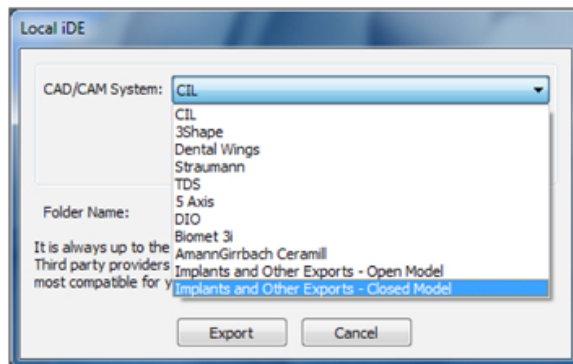 Local iDE
CAD/CAM System: CIL
CIL
3Shape
Dental Wings
Straumann
TDS
5 Axis
DIO
Biomet 3i
AmannGirrbach Ceramill
Implants and Other Exports - Open Model
Implants and Other Exports - Closed Model
Folder Name:
It is always up to the
Third party providers
most compatible for y
Export Cancel